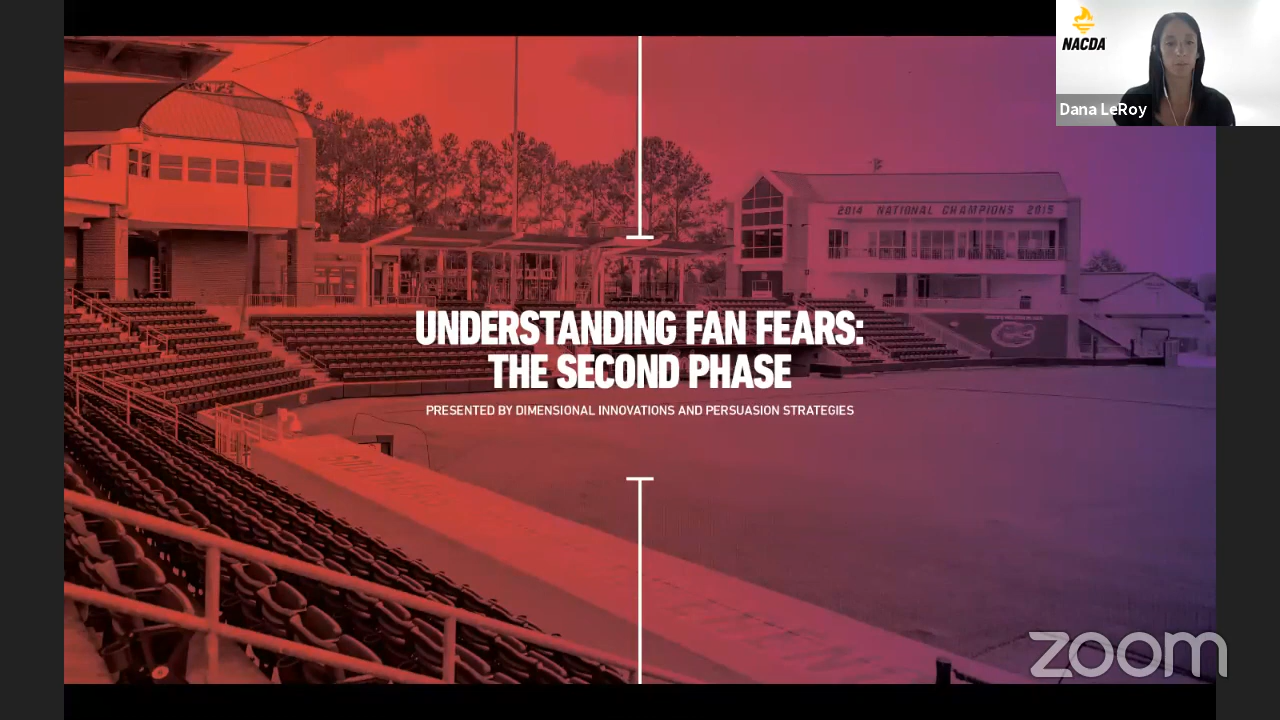 NACDA
Dana LeRoy
2014 NATIONAL CHAMPIONS 2015
UNDERSTANDING FAN FEARS:
THE SECOND PHASE
PRESENTED BY DIMENSIONAL INNOVATIONS AND PERSUASION STRATEGIES
zoom